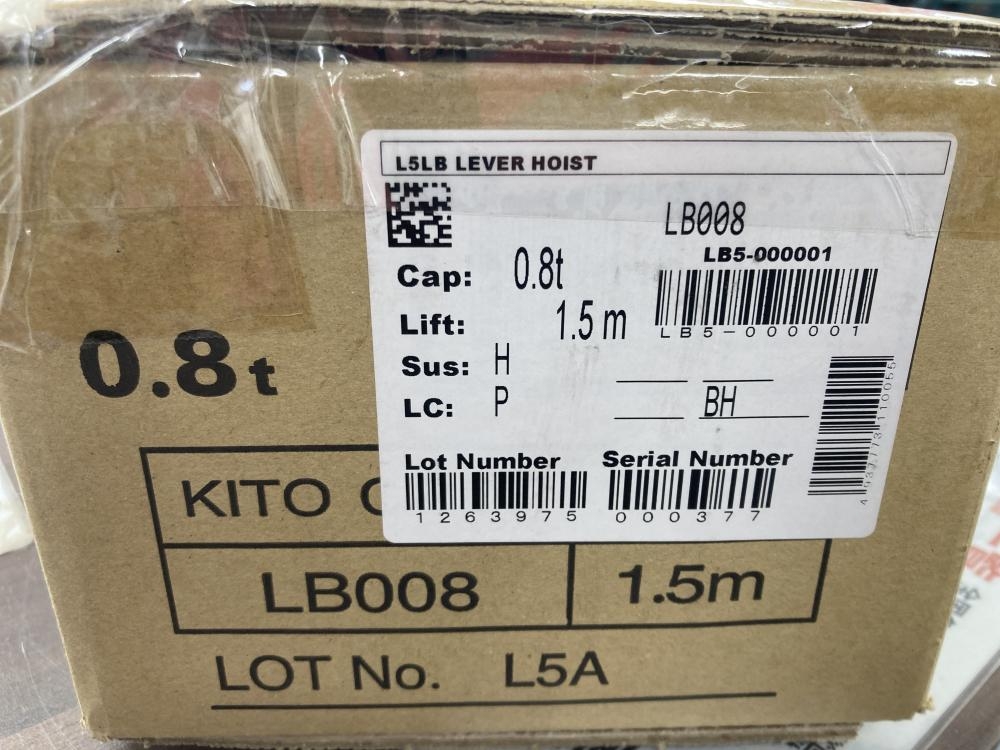 L5LB LEVER HOIST
LB008
LB5-000001
Cap: 0.8t
LB5-000001
Lift: 1.5 m
Sus: H
LC: P BH
4937773110055
Lot Number Serial Number
1263975 000377
0.8t
KITO
LB008 1.5m
LOT No. L5A